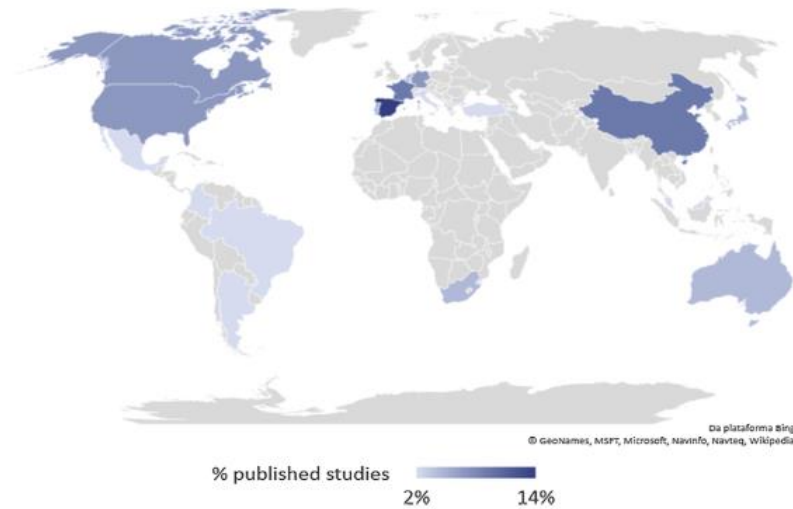 Da plataforma Bing
© GeoNames, MSFT, Microsoft, NavInfo, Navteq, Wikipedia
% published studies
2% 14%